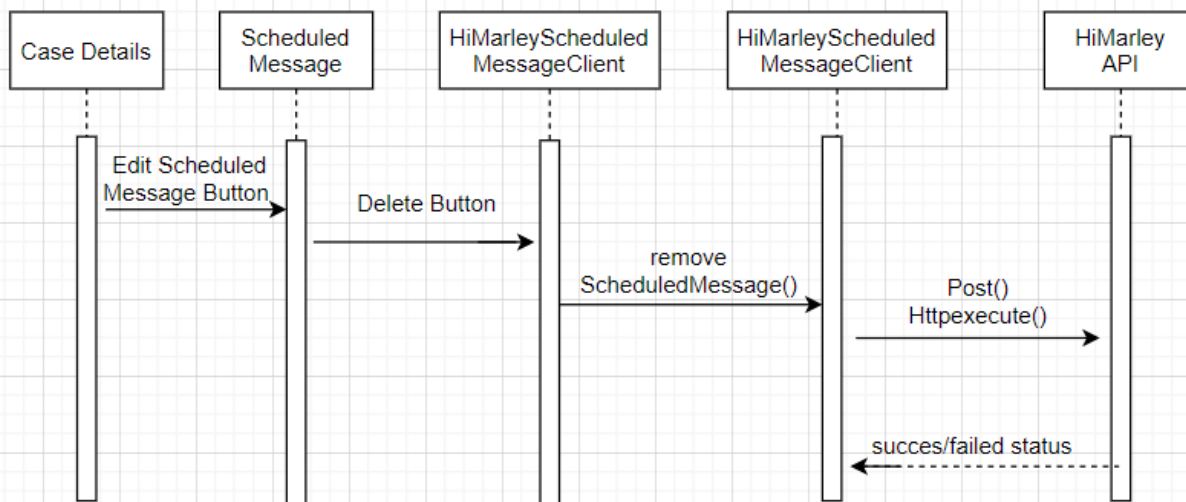 Case Details
Scheduled
Message
HiMarleyScheduled
MessageClient
HiMarleyScheduled
MessageClient
HiMarley
API
Edit Scheduled
Message Button
Delete Button
remove
ScheduledMessage()
Post()
Httpexecute()
succes/failed status